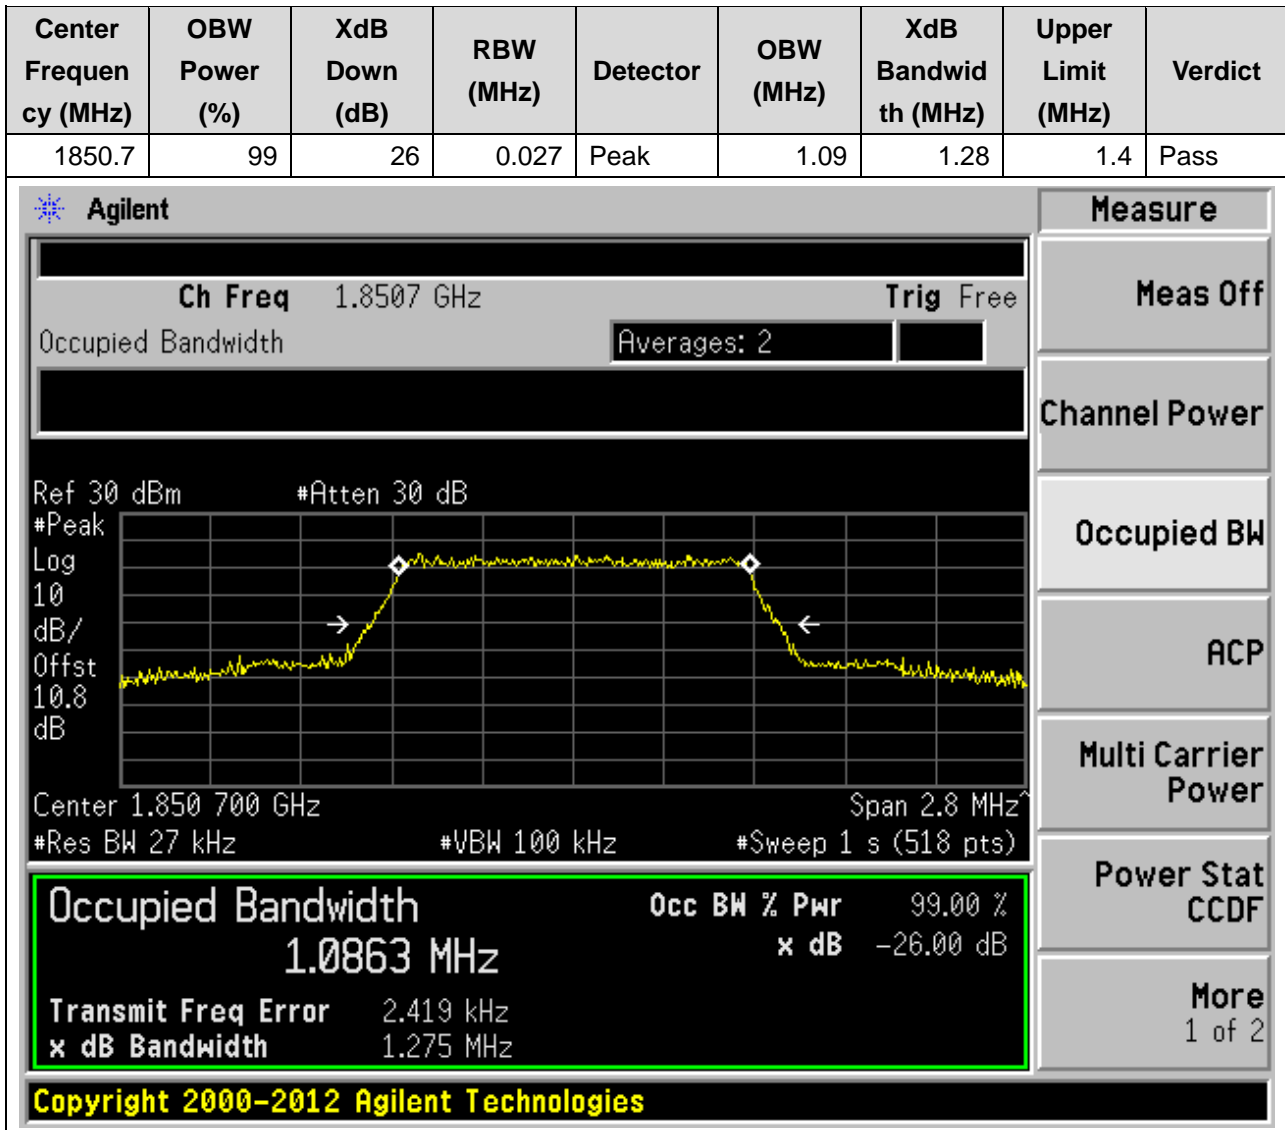 Center Frequen cy (MHz) OBW Power (%) XdB Down (dB) RBW (MHz) Detector OBW (MHz) XdB Bandwid th (MHz) Upper Limit (MHz) Verdict
1850.7 99 26 0.027 Peak 1.09 1.28 1.4 Pass
Agilent
Measure
Ch Freq 1.8507 GHz Trig Free
Meas Off
Occupied Bandwidth Averages: 2
Channel Power
Ref 30 dBm #Atten 30 dB
#Peak
Log
10
dB/
Offst
10.8
dB
Occupied BW
ACP
Multi Carrier
Power
Center 1.850 700 GHz Span 2.8 MHz^
#Res BW 27 kHz #VBW 100 kHz #Sweep 1 s (518 pts)
Power Stat
CCDF
Occupied Bandwidth Occ BW % Pwr 99.00 %
1.0863 MHz x dB -26.00 dB
Transmit Freq Error 2.419 kHz
x dB Bandwidth 1.275 MHz
More
1 of 2
Copyright 2000-2012 Agilent Technologies